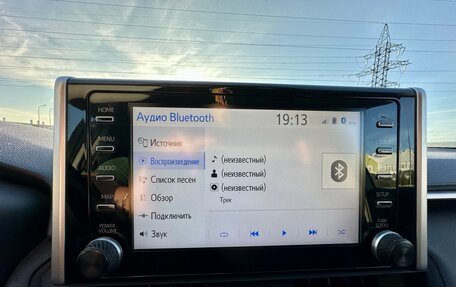 HOME
MENU
AUDIO
MAP
POWER
VOLUME
Аудио Bluetooth
19:13
Источник
Воспроизведение
Список песен
Обзор
Подключить
Звук
(неизвестный)
(неизвестный)
(неизвестный)
Трек
SETUP
TUNE
SCROLL